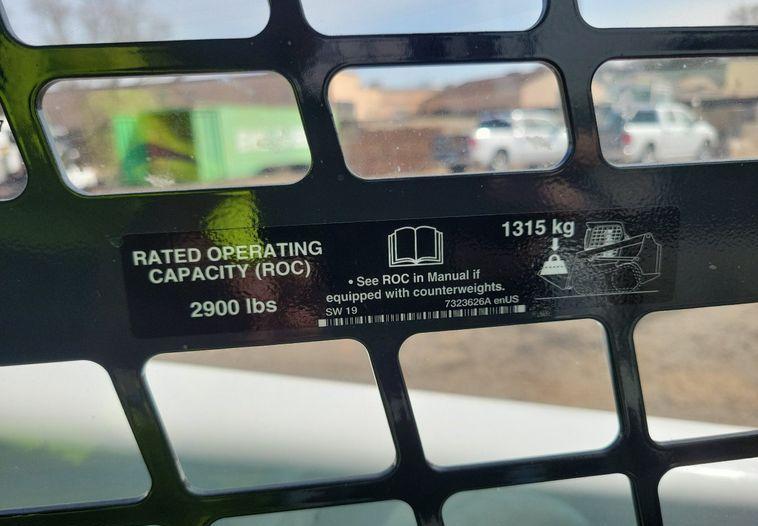 RATED OPERATING
CAPACITY (ROC)
2900 lbs
• See ROC in Manual if
equipped with counterweights.
SW 19
7323626A enUS
1315 kg